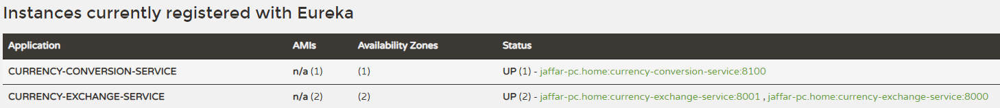 Instances currently registered with Eureka
Application AMIs Availability Zones Status
CURRENCY-CONVERSION-SERVICE n/a (1) (1) UP (1) - jaffar-pc.home:currency-conversion-service:8100
CURRENCY-EXCHANGE-SERVICE n/a (2) (2) UP (2) - jaffar-pc.home:currency-exchange-service:8001 , jaffar-pc.home:currency-exchange-service:8000